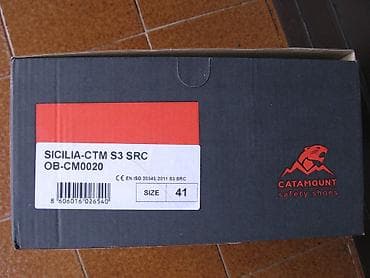 SICILIA-CTM S3 SRC
OB-CM0020
CE EN ISO 20345:2011 S3 SRC
SIZE 41
8 606016 026540
CATAMOUNT
safety shoes